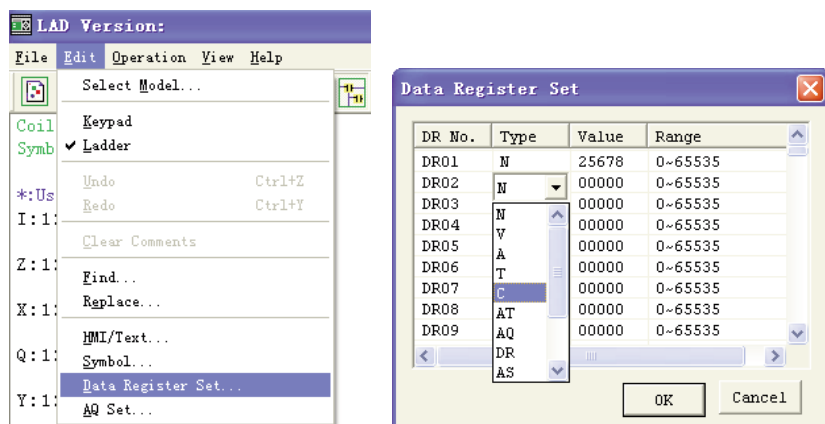 LAD Version:
File Edit Operation View Help
Select Model...
Keypad
✔ Ladder
Undo Ctrl+Z
Redo Ctrl+Y
Clear Comments
Find...
Replace...
HMI/Text...
Symbol...
Data Register Set...
AQ Set...
Coil
Symb
*:Us
I:1
Z:1
X:1
Q:1
Y:1
Data Register Set
DR No. Type Value Range
DR01 N 25678 0~65535
DR02 N 00000 0~65535
DR03 00000 0~65535
DR04 00000 0~65535
DR05 00000 0~65535
DR06 00000 0~65535
DR07 00000 0~65535
DR08 00000 0~65535
DR09 00000 0~65535
N
V
A
T
C
AT
AQ
DR
AS
OK Cancel